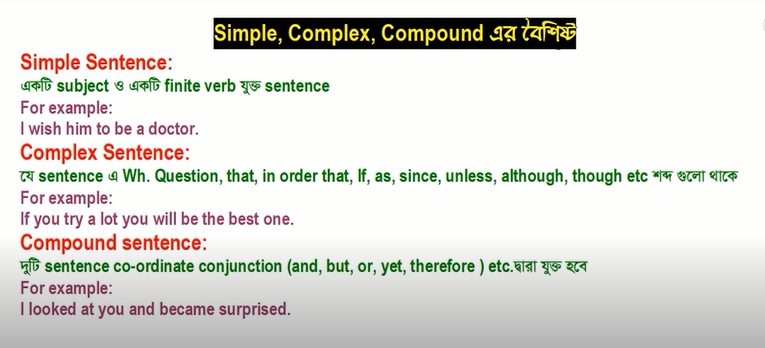 Simple, Complex, Compound এর বৈশিষ্ট
Simple Sentence:
একটি subject ও একটি finite verb যুক্ত sentence
For example:
I wish him to be a doctor.
Complex Sentence:
যে sentence এ Wh. Question, that, in order that, If, as, since, unless, although, though etc শব্দ গুলো থাকে
For example:
If you try a lot you will be the best one.
Compound sentence:
দুটি sentence co-ordinate conjunction (and, but, or, yet, therefore ) etc.দ্বারা যুক্ত হবে
For example:
I looked at you and became surprised.